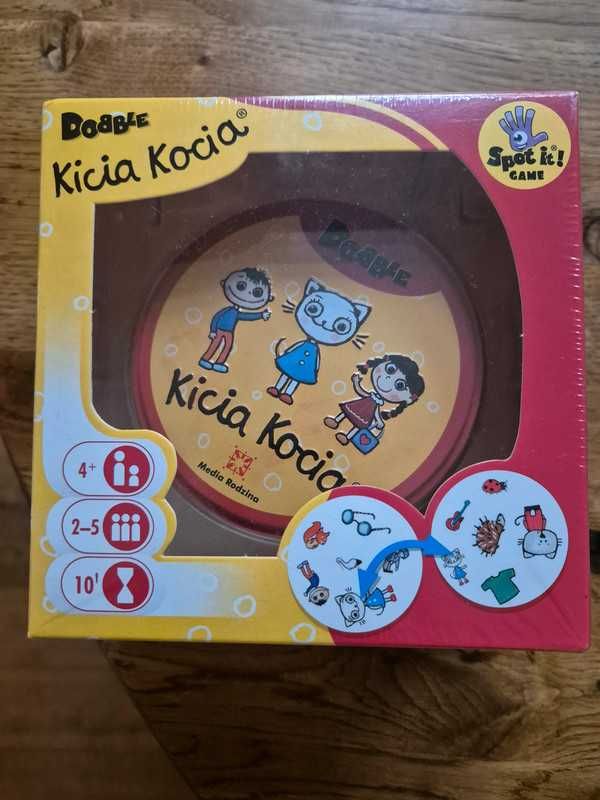 DOBBLE
Kicia Kocia®
Spot it!®
GAME
DOBBLE
Kicia Kocia®
Media Rodzina
4+
2–5
10'